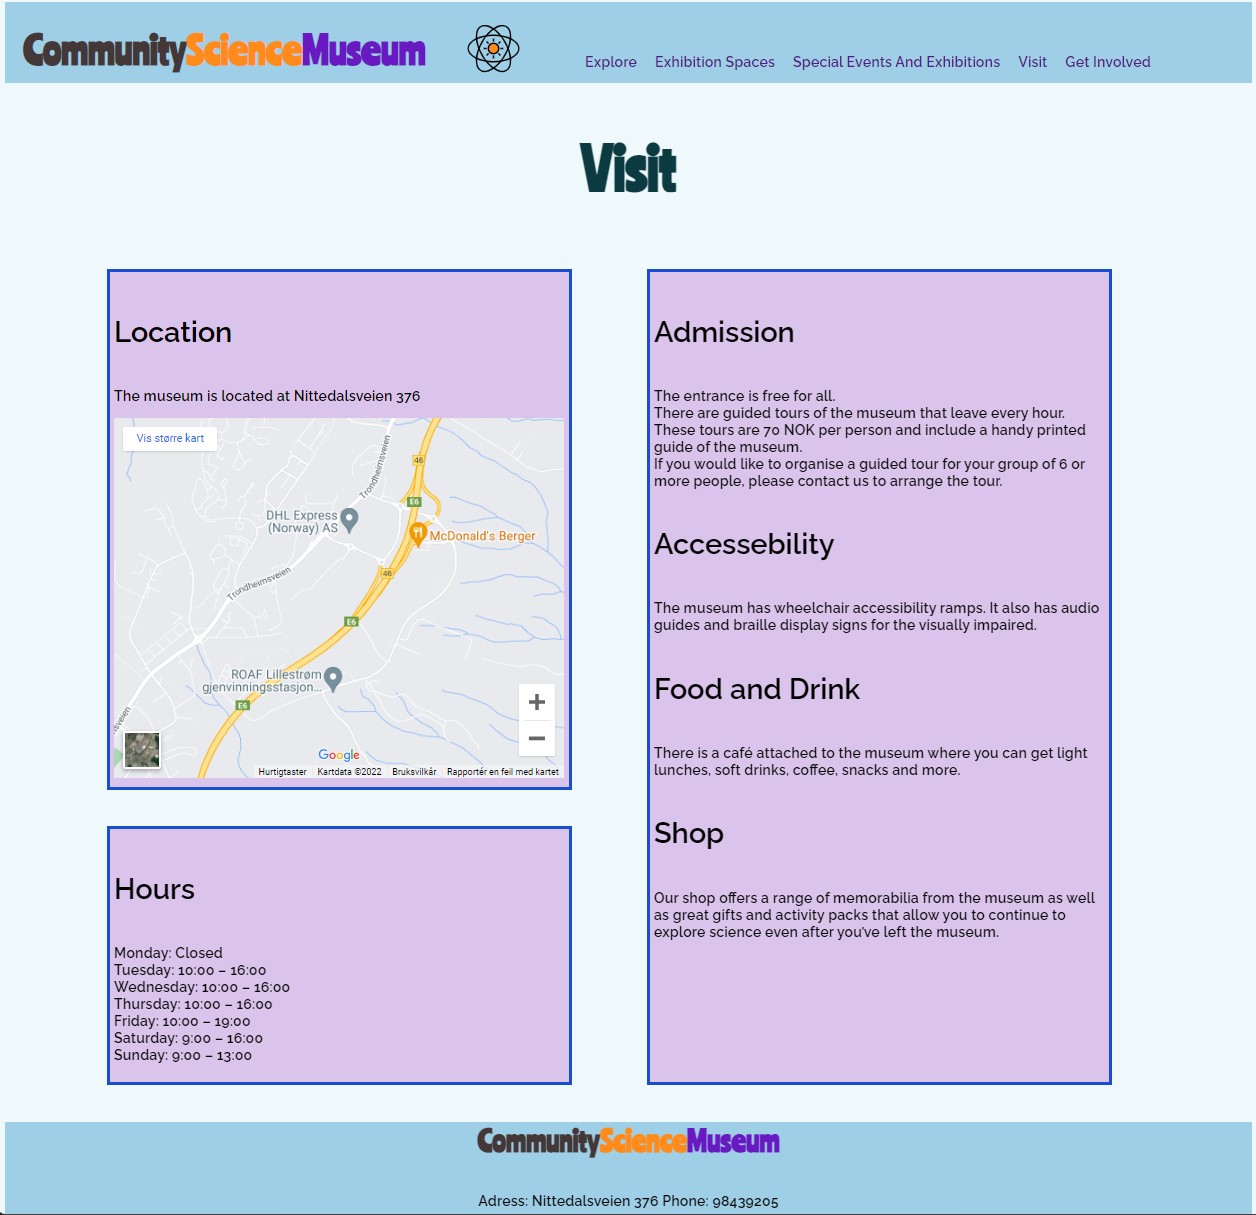 CommunityScienceMuseum
Explore Exhibition Spaces Special Events And Exhibitions Visit Get Involved
Visit
Location
The museum is located at Nittedalsveien 376
Vis større kart
46
Trondheimsveien
E6
DHL Express
(Norway) AS
McDonald's Berger
46
Trondheimsveien
E6
ROAF Lillestrøm
gjenvinningsstasjon...
E6
sveien
Google
Hurtigtaster Kartdata ©2022 Bruksvilkår Rapportér en feil med kartet
Hours
Monday: Closed
Tuesday: 10:00 – 16:00
Wednesday: 10:00 – 16:00
Thursday: 10:00 – 16:00
Friday: 10:00 – 19:00
Saturday: 9:00 – 16:00
Sunday: 9:00 – 13:00
Admission
The entrance is free for all.
There are guided tours of the museum that leave every hour.
These tours are 70 NOK per person and include a handy printed
guide of the museum.
If you would like to organise a guided tour for your group of 6 or
more people, please contact us to arrange the tour.
Accessebility
The museum has wheelchair accessibility ramps. It also has audio
guides and braille display signs for the visually impaired.
Food and Drink
There is a café attached to the museum where you can get light
lunches, soft drinks, coffee, snacks and more.
Shop
Our shop offers a range of memorabilia from the museum as well
as great gifts and activity packs that allow you to continue to
explore science even after you've left the museum.
CommunityScienceMuseum
Adress: Nittedalsveien 376 Phone: 98439205